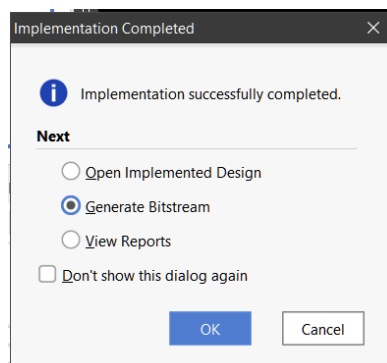 Implementation Completed
Implementation successfully completed.
Next
Open Implemented Design
Generate Bitstream
View Reports
Don't show this dialog again
OK
Cancel